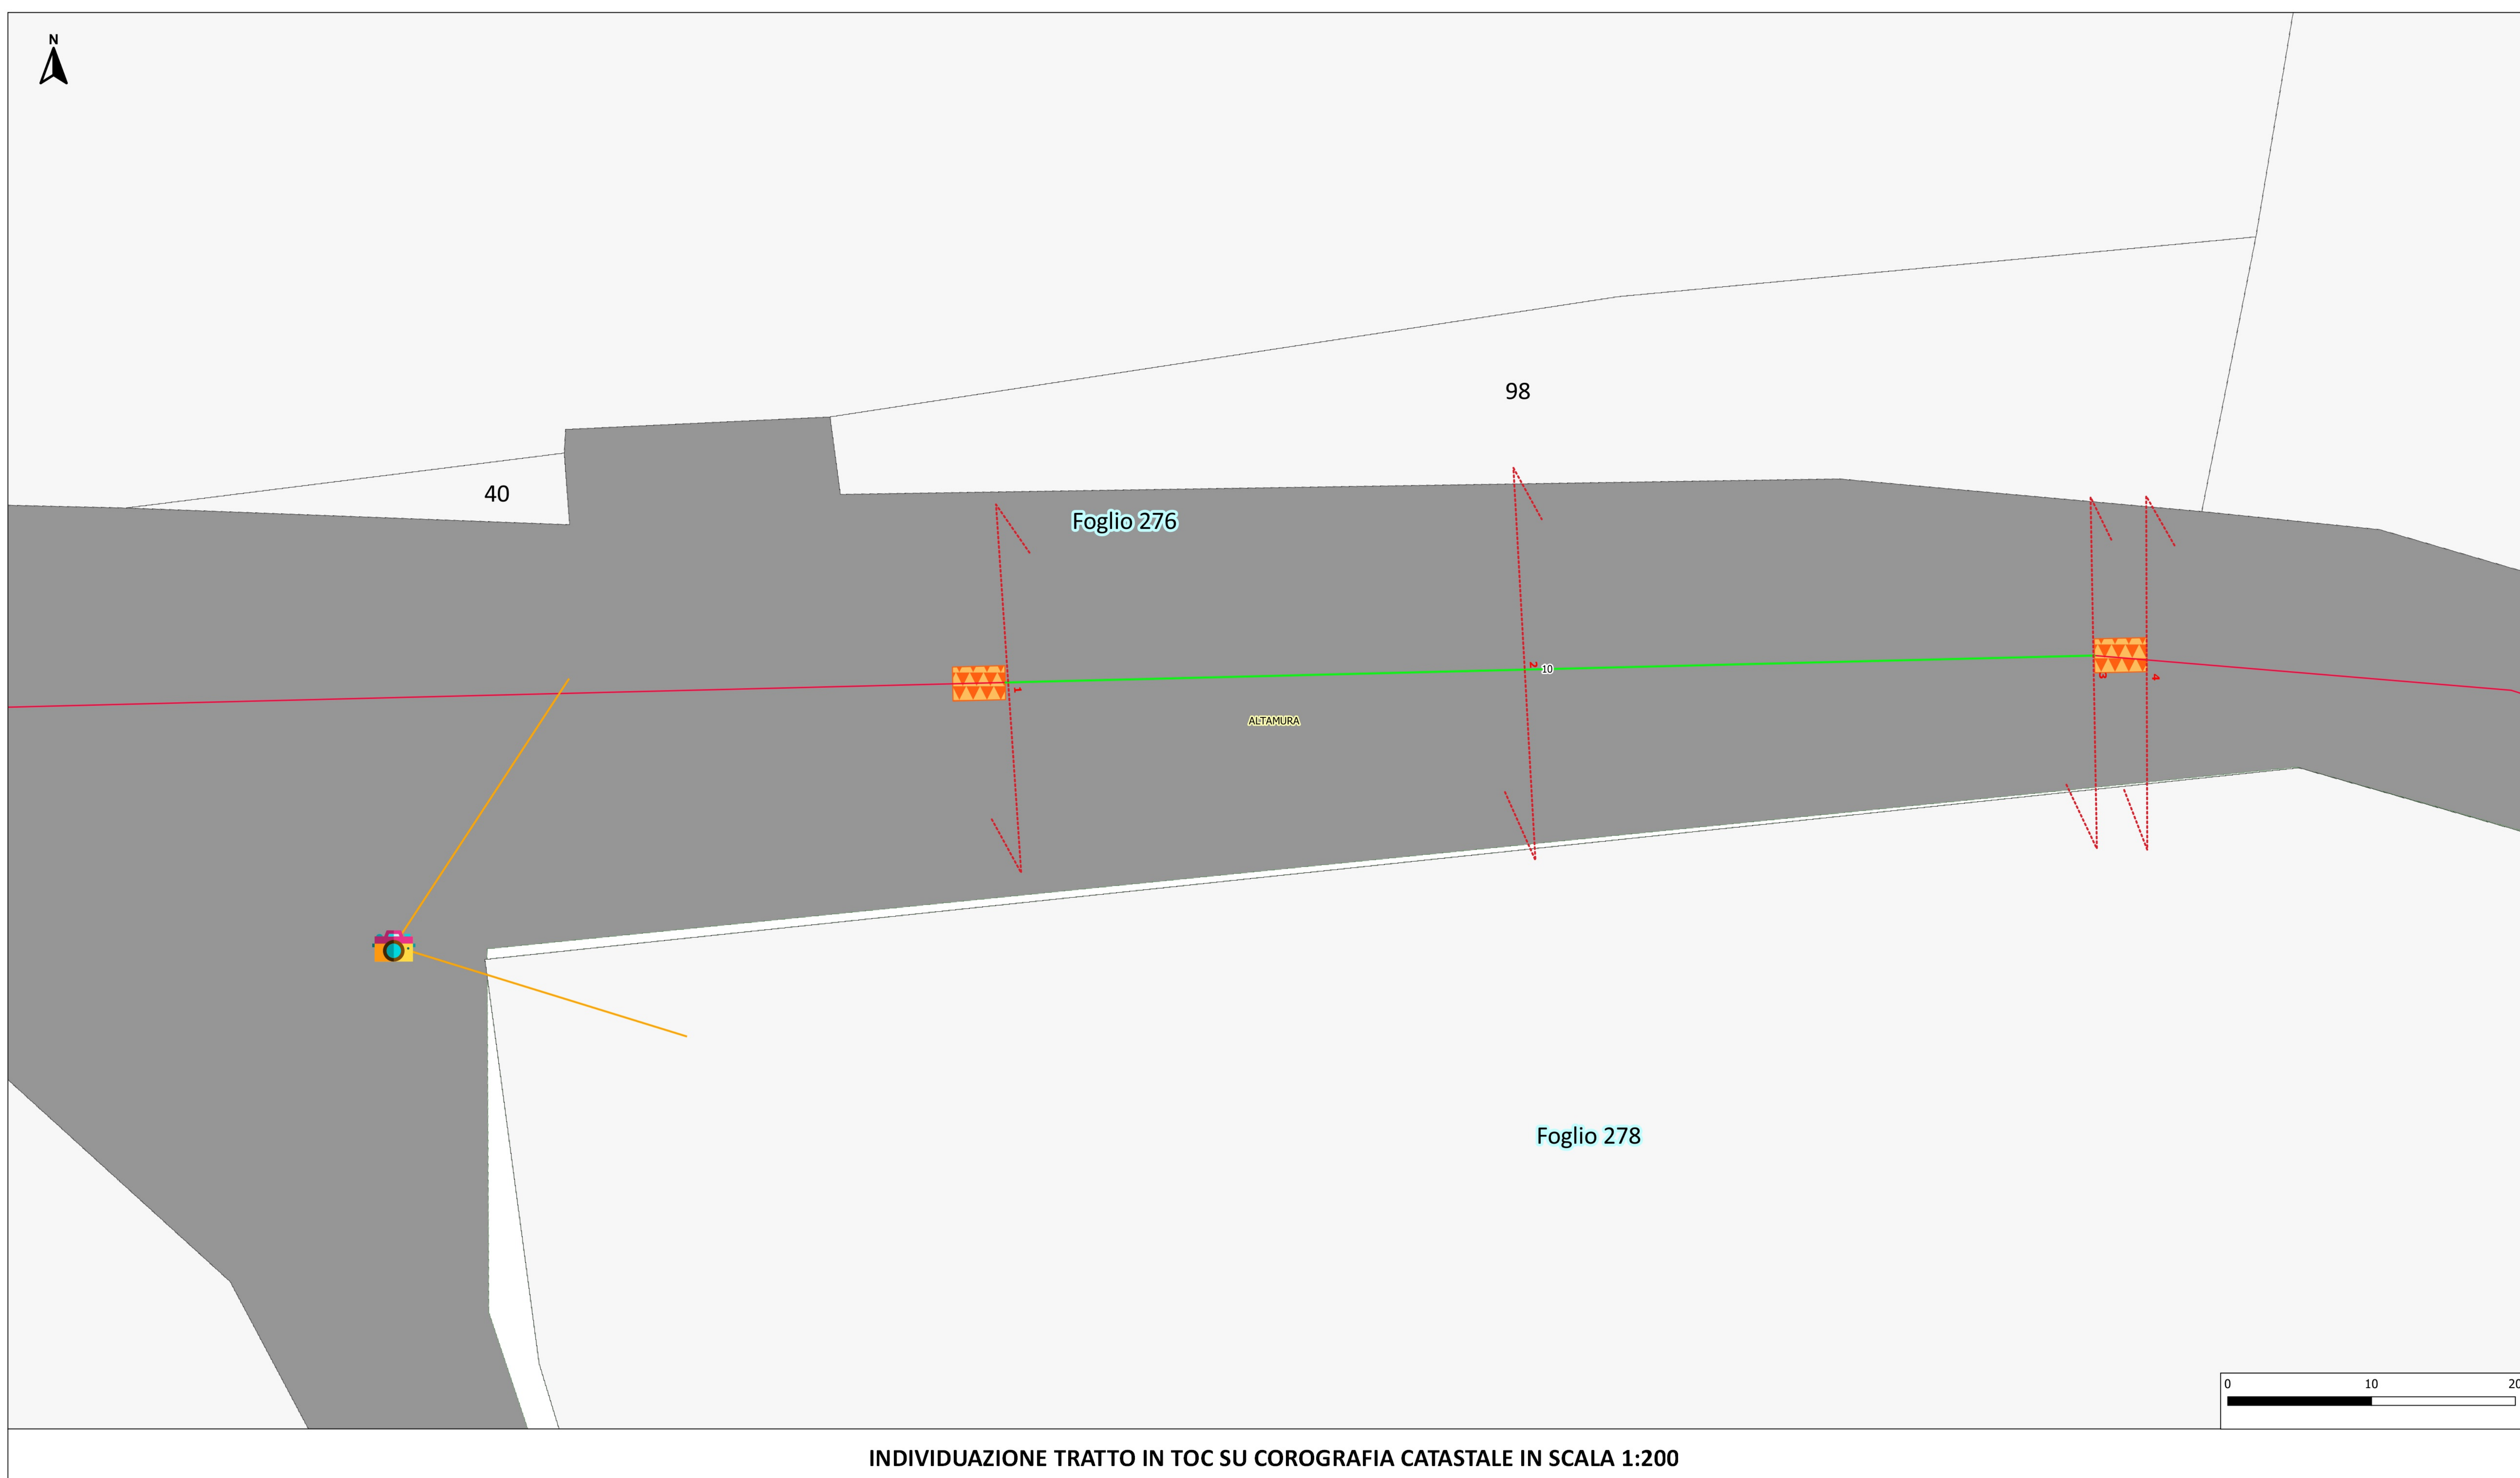 N
98
40
Foglio 276
1
2
10
3
4
ALTAMURA
Foglio 278
0 10 20
INDIVIDUAZIONE TRATTO IN TOC SU COROGRAFIA CATASTALE IN SCALA 1:200